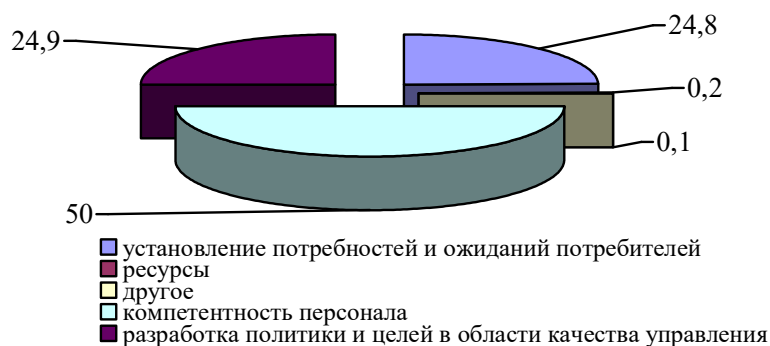 24,9
24,8
0,2
0,1
50
установление потребностей и ожиданий потребителей
ресурсы
другое
компетентность персонала
разработка политики и целей в области качества управления